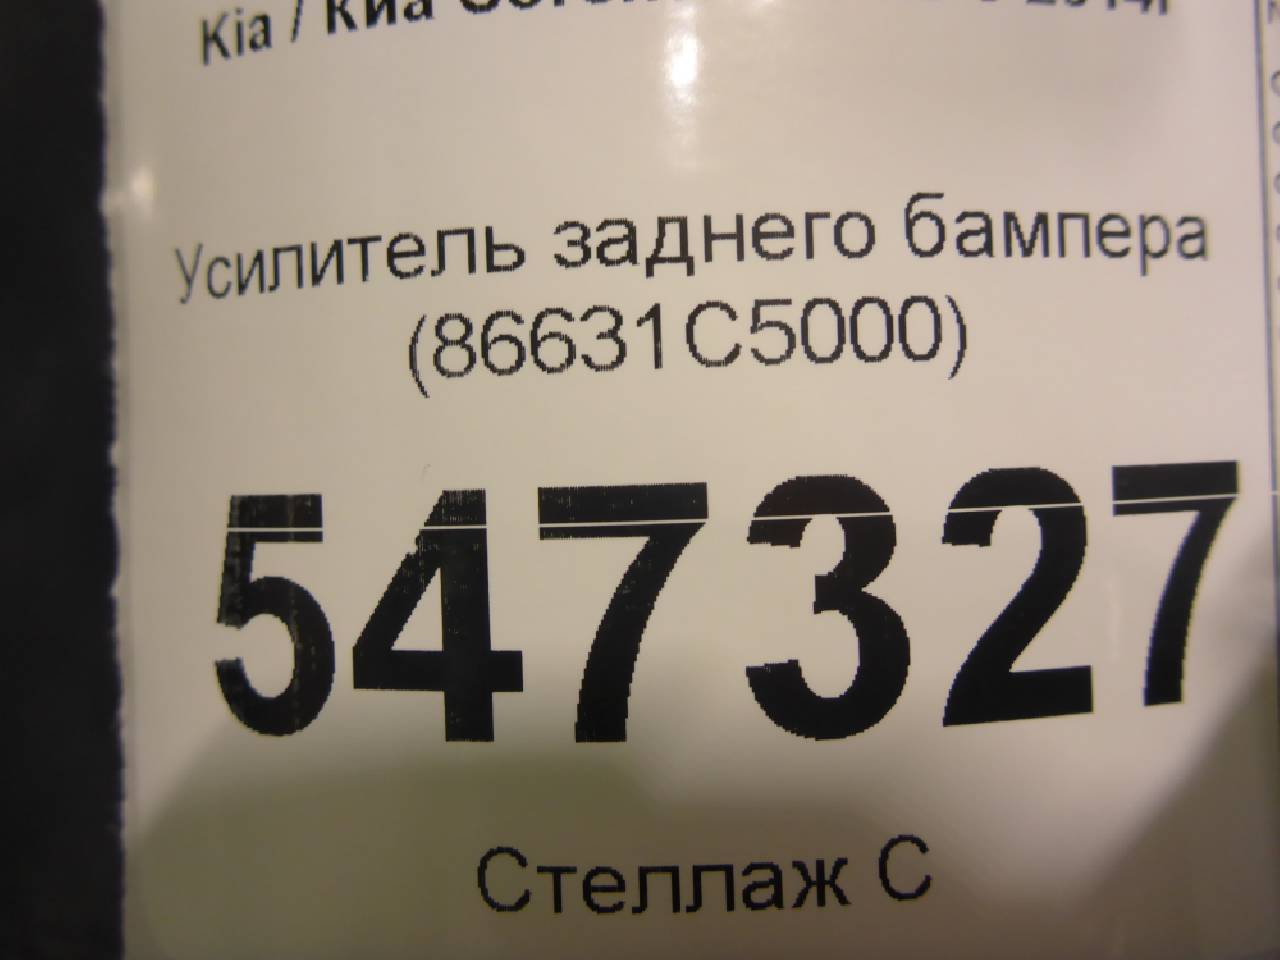 Kia / Киа
Усилитель заднего бампера
(86631C5000)
547327
Стеллаж С